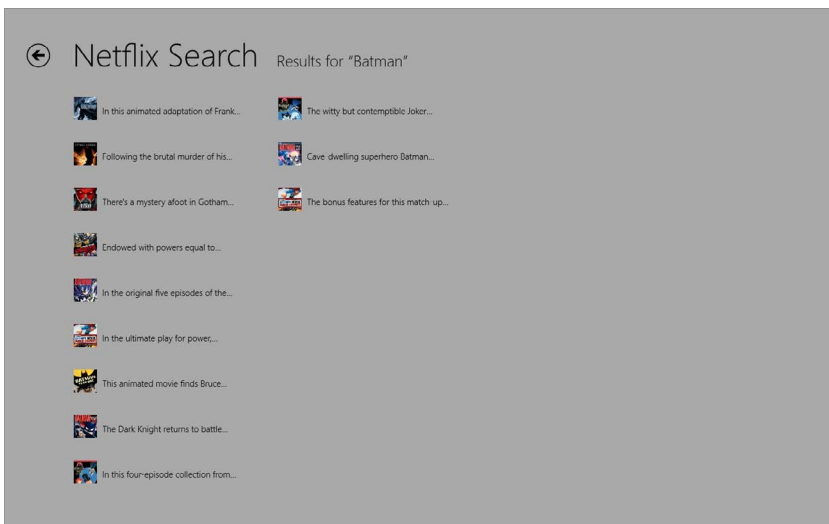 Netflix Search Results for “Batman”
In this animated adaptation of Frank...
Following the brutal murder of his...
There's a mystery afoot in Gotham...
Endowed with powers equal to...
In the original five episodes of the...
In the ultimate play for power,...
This animated movie finds Bruce...
The Dark Knight returns to battle...
In this four-episode collection from...
The witty but contemptible Joker...
Cave-dwelling superhero Batman...
The bonus features for this match-up...